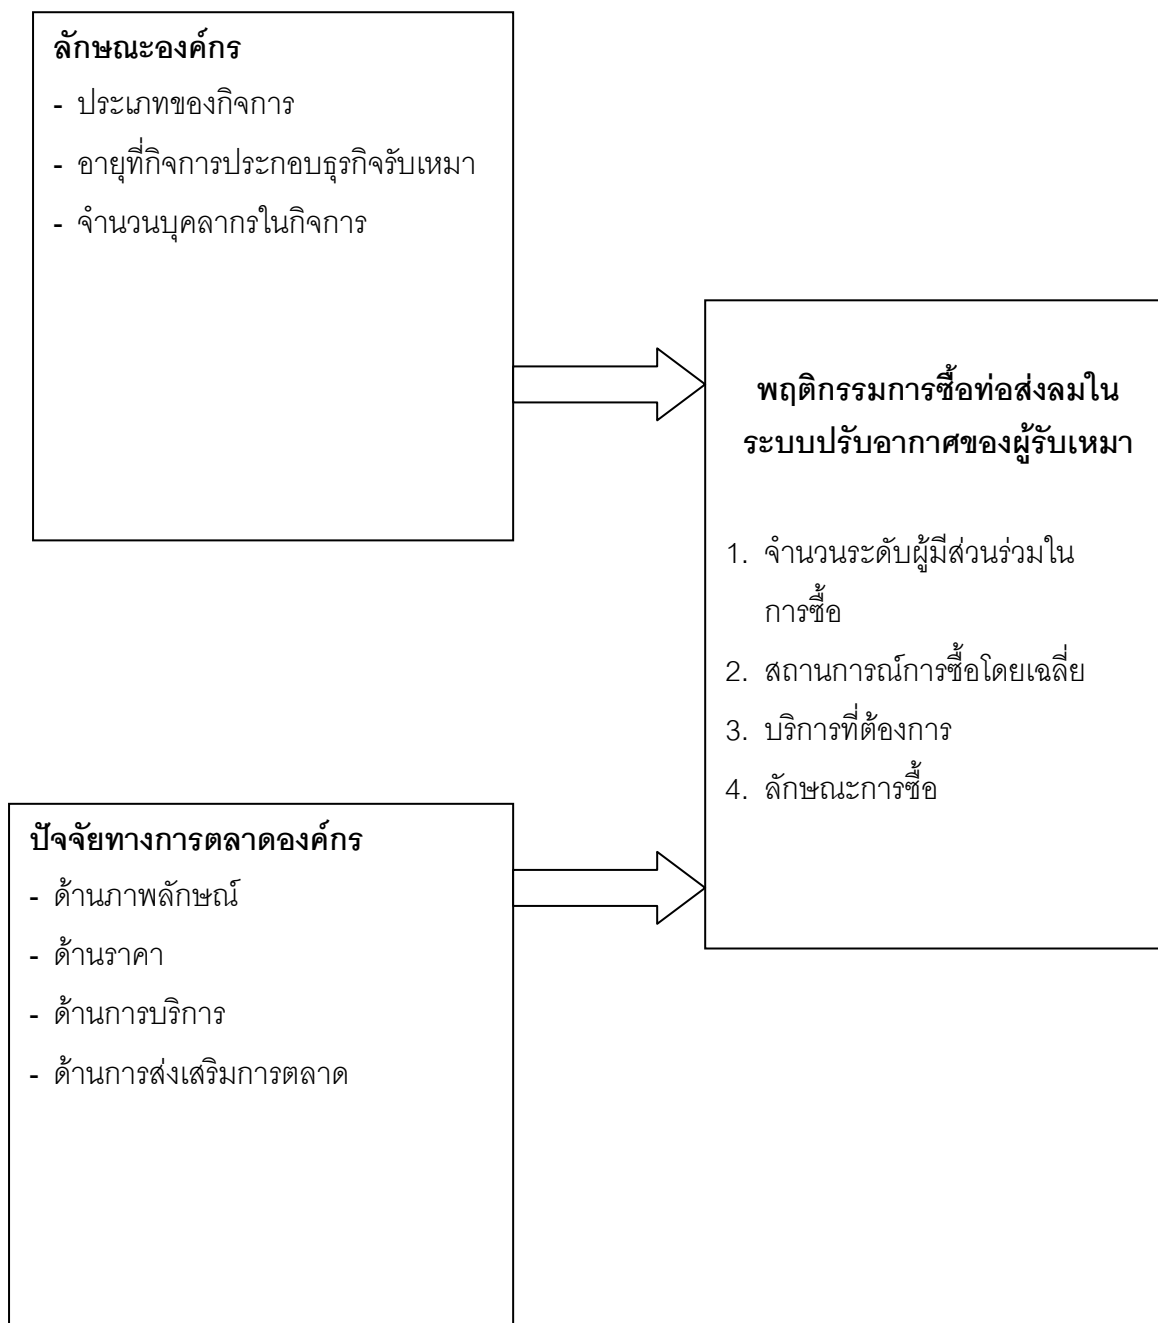 ลักษณะองค์กร
- ประเภทของกิจการ
- อายุที่กิจการประกอบธุรกิจรับเหมา
- จำนวนบุคลากรในกิจการ
พฤติกรรมการซื้อท่อส่งลมใน
ระบบปรับอากาศของผู้รับเหมา
1. จำนวนระดับผู้มีส่วนร่วมใน
การซื้อ
2. สถานการณ์การซื้อโดยเฉลี่ย
3. บริการที่ต้องการ
4. ลักษณะการซื้อ
ปัจจัยทางการตลาดองค์กร
- ด้านภาพลักษณ์
- ด้านราคา
- ด้านการบริการ
- ด้านการส่งเสริมการตลาด